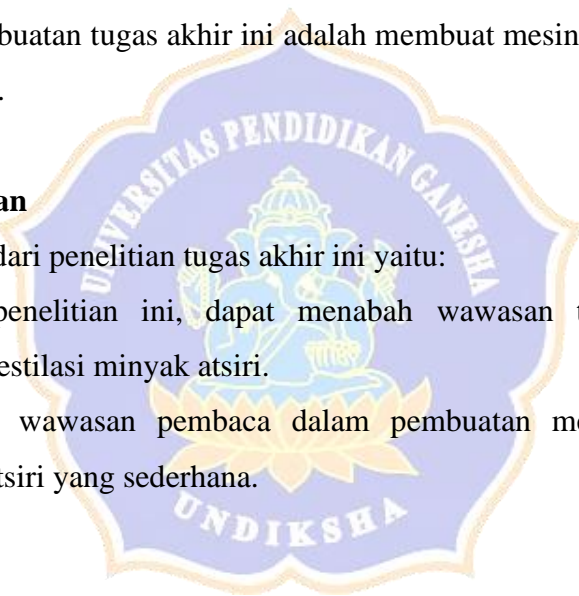 buatan tugas akhir ini adalah membuat mesin
.
UNIVERSITAS PENDIDIKAN GANESHA
an
dari penelitian tugas akhir ini yaitu:
penelitian ini, dapat menabah wawasan t
estilasi minyak atsiri.
wawasan pembaca dalam pembuatan me
tsiri yang sederhana.
UNDIKSHA